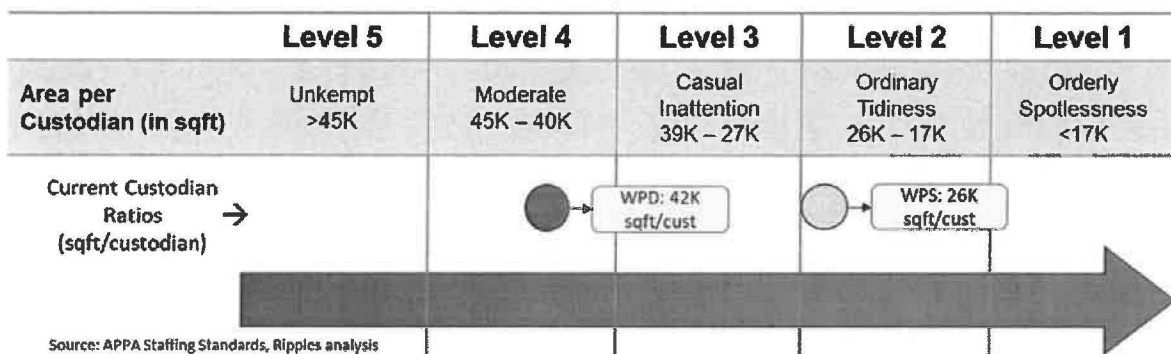 Level 5 Level 4 Level 3 Level 2 Level 1
Area per
Custodian (in sqft)
Unkempt
>45K
Moderate
45K – 40K
Casual
Inattention
39K – 27K
Ordinary
Tidiness
26K – 17K
Orderly
Spotlessness
<17K
Current Custodian
Ratios →
(sqft/custodian)
WPD: 42K
sqft/cust
WPS: 26K
sqft/cust
Source: APPA Staffing Standards, Ripples analysis